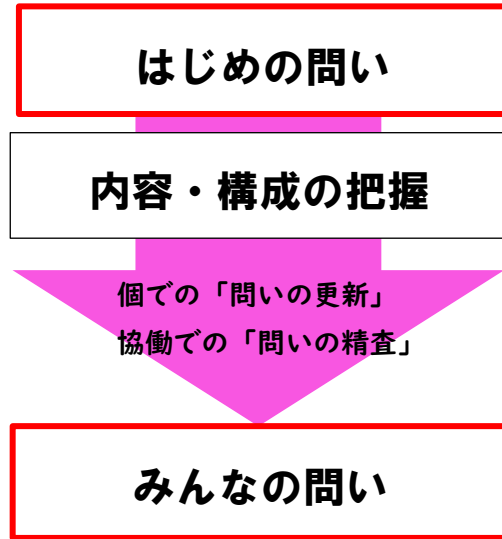 はじめの問い
内容・構成の把握
個での「問いの更新」
協働での「問いの精査」
みんなの問い